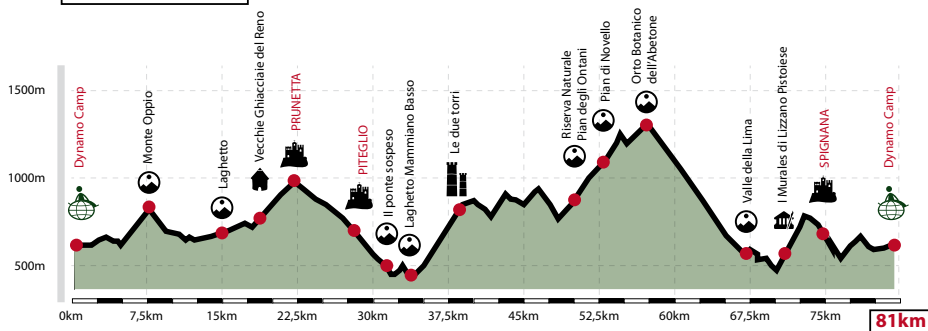 Dynamo Camp
Monte Oppio
Laghetto
Vecchie Ghiacciaie del Reno
PRUNETTA
PITEGLIO
Il ponte sospeso
Laghetto Mammiano Basso
Le due torri
Riserva Naturale
Pian degli Ontani
Pian di Novello
Orto Botanico
dell'Abetone
Valle della Lima
I Murales di Lizzano Pistoiese
SPIGNANA
Dynamo Camp
1500m
1000m
500m
0km 7,5km 15km 22,5km 30km 37,5km 45km 52,5km 60km 67,5km 75km
81km